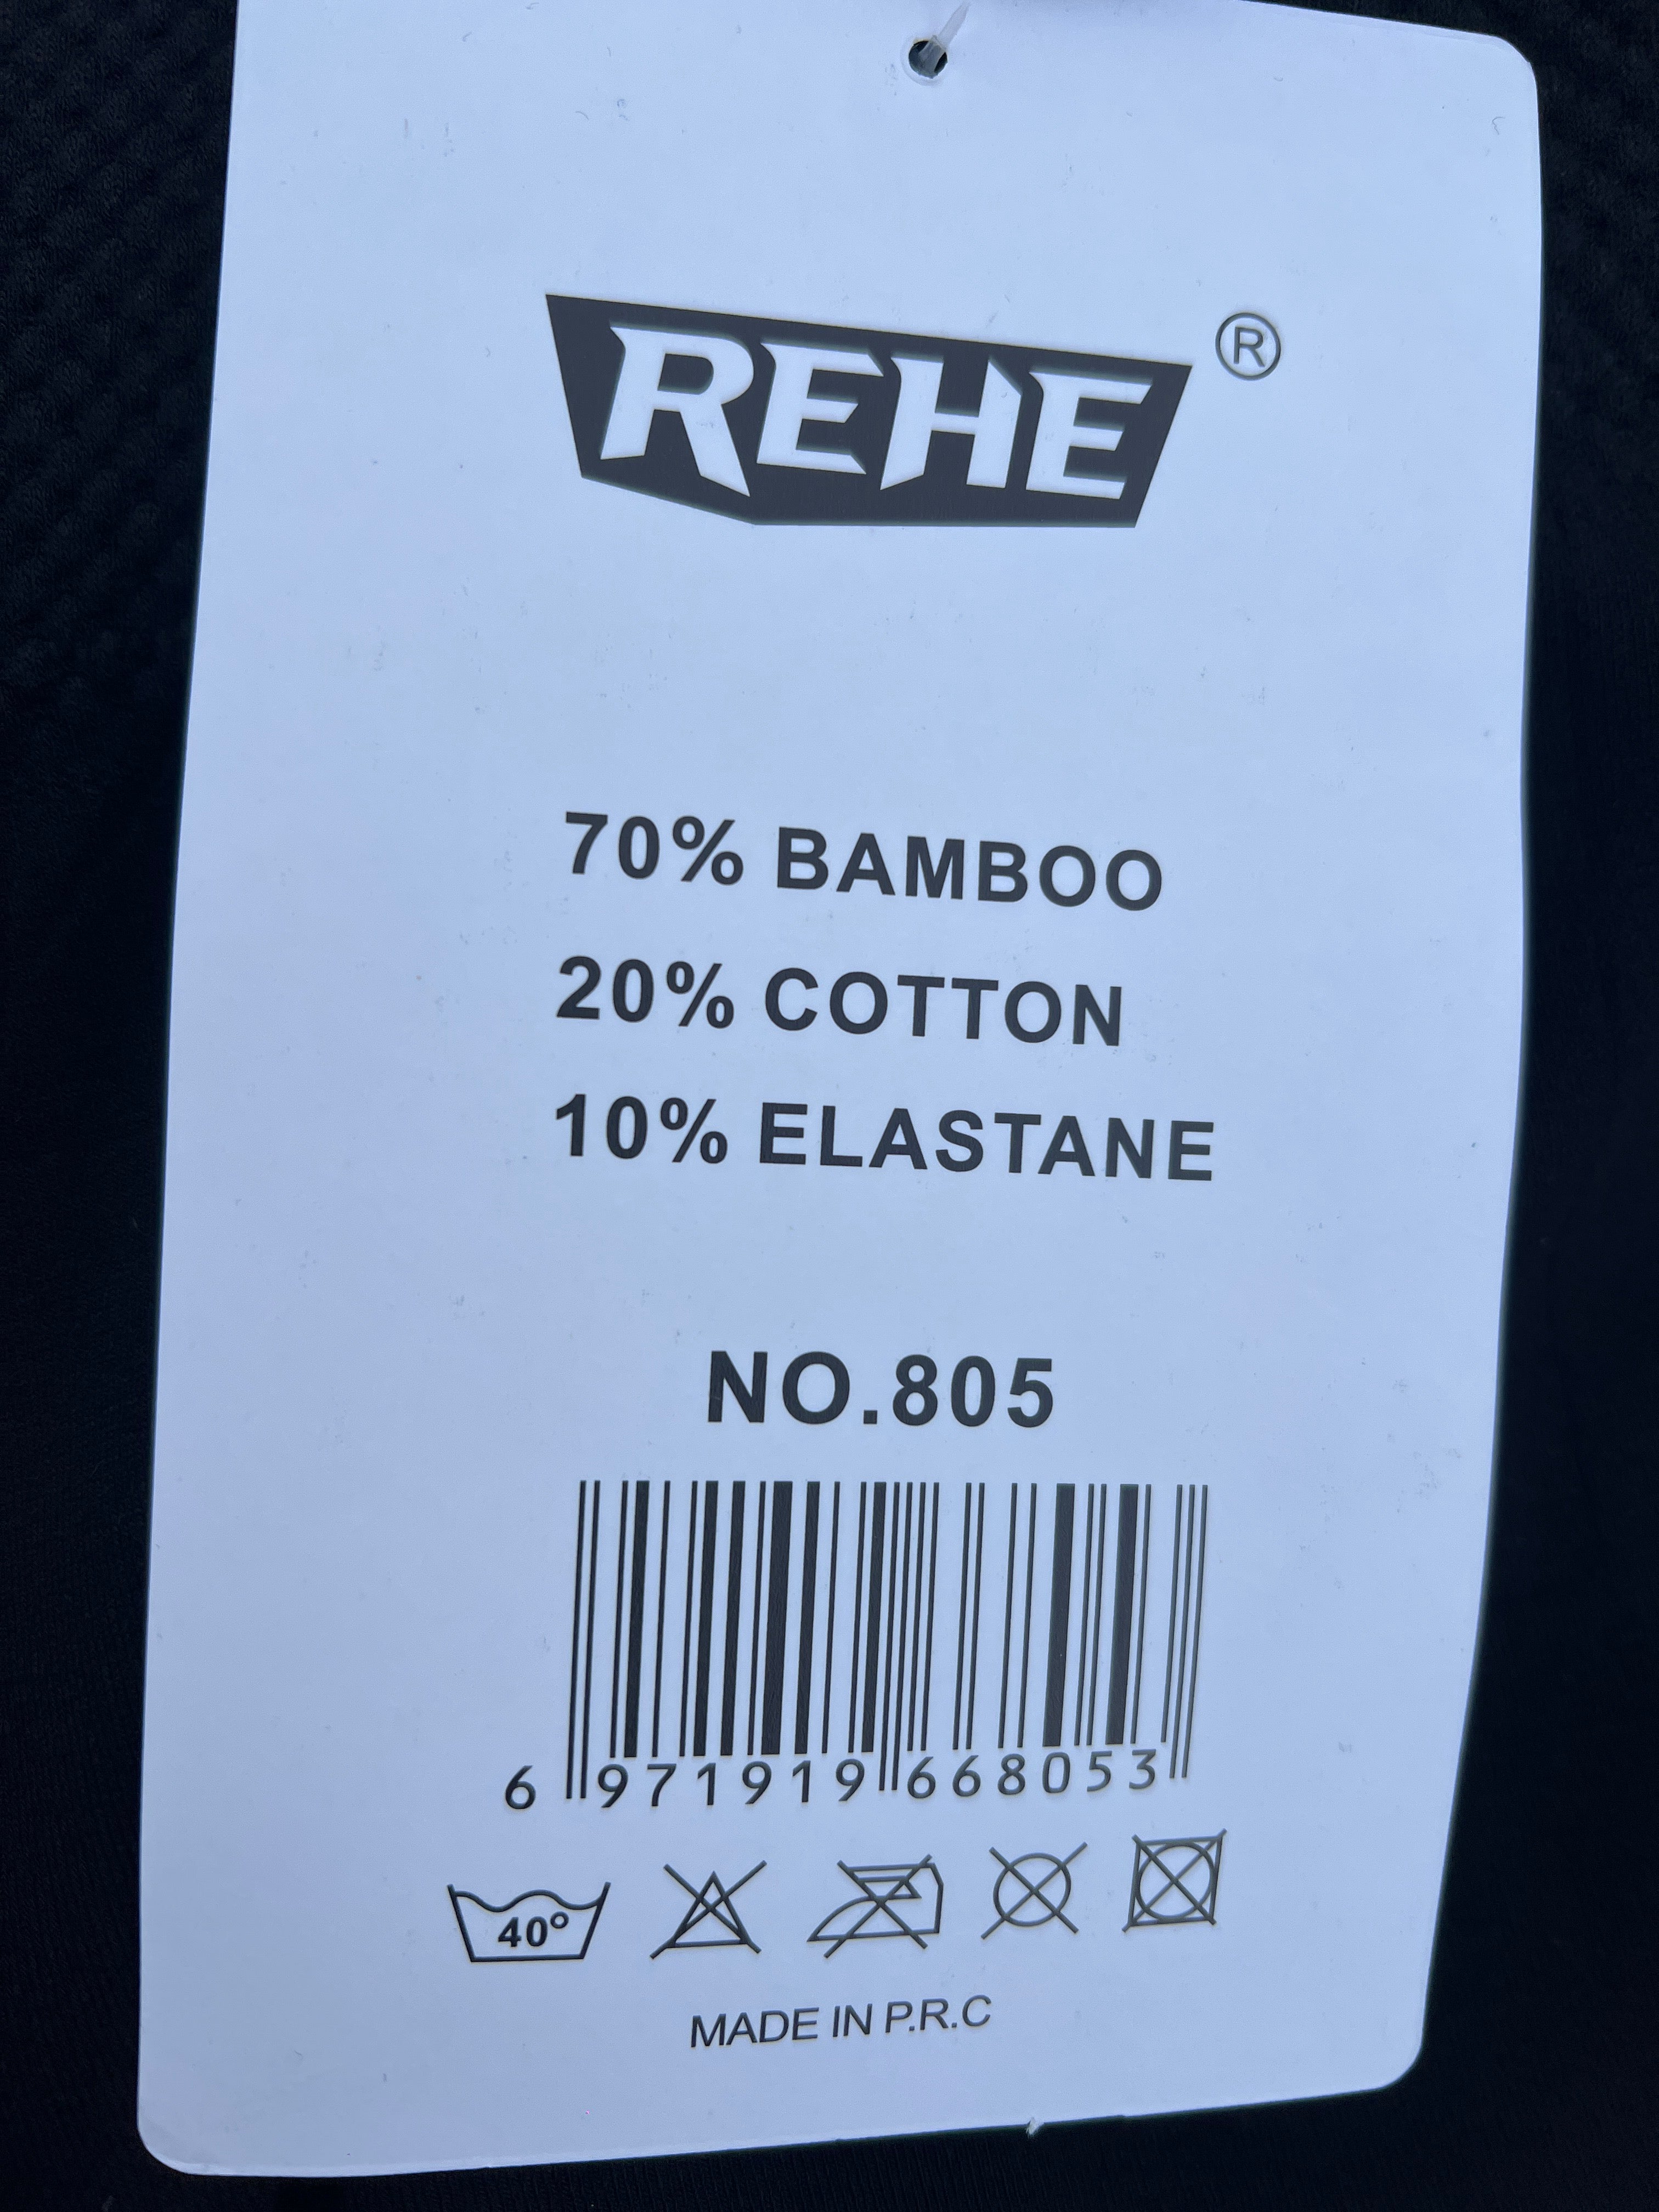 REHE ®
70% BAMBOO
20% COTTON
10% ELASTANE
NO.805
6 971919 668053
40°
MADE IN P.R.C